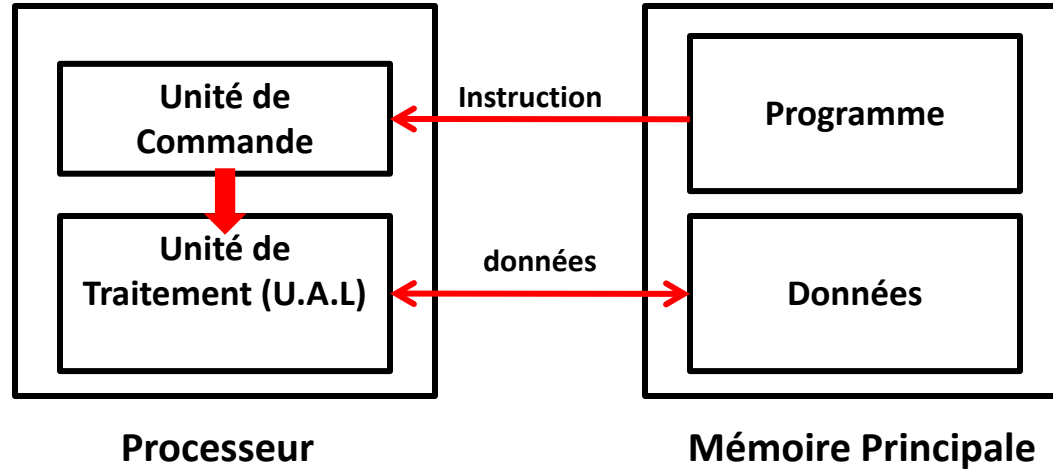 Unité de
Commande
Instruction
Programme
Unité de
Traitement (U.A.L)
données
Données
Processeur
Mémoire Principale